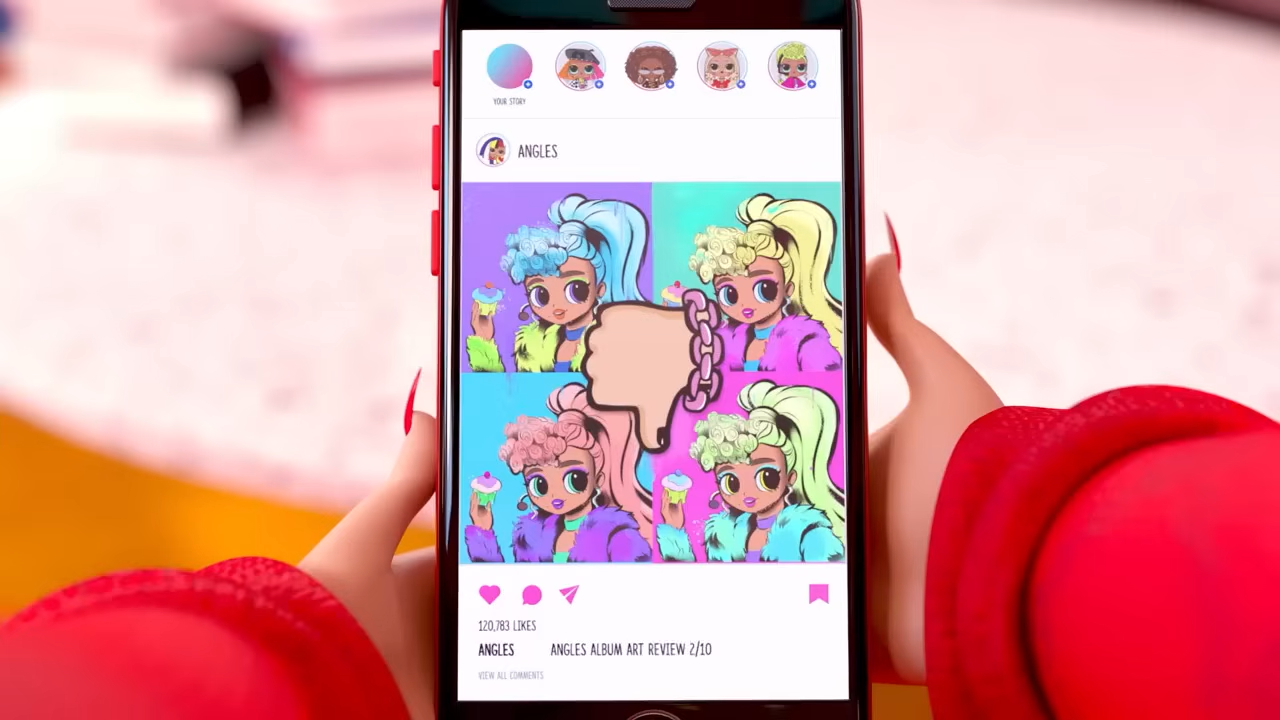 YOUR STORY
ANGLES
120,783 LIKES
ANGLES ANGLES ALBUM ART REVIEW 2/10
VIEW ALL COMMENTS